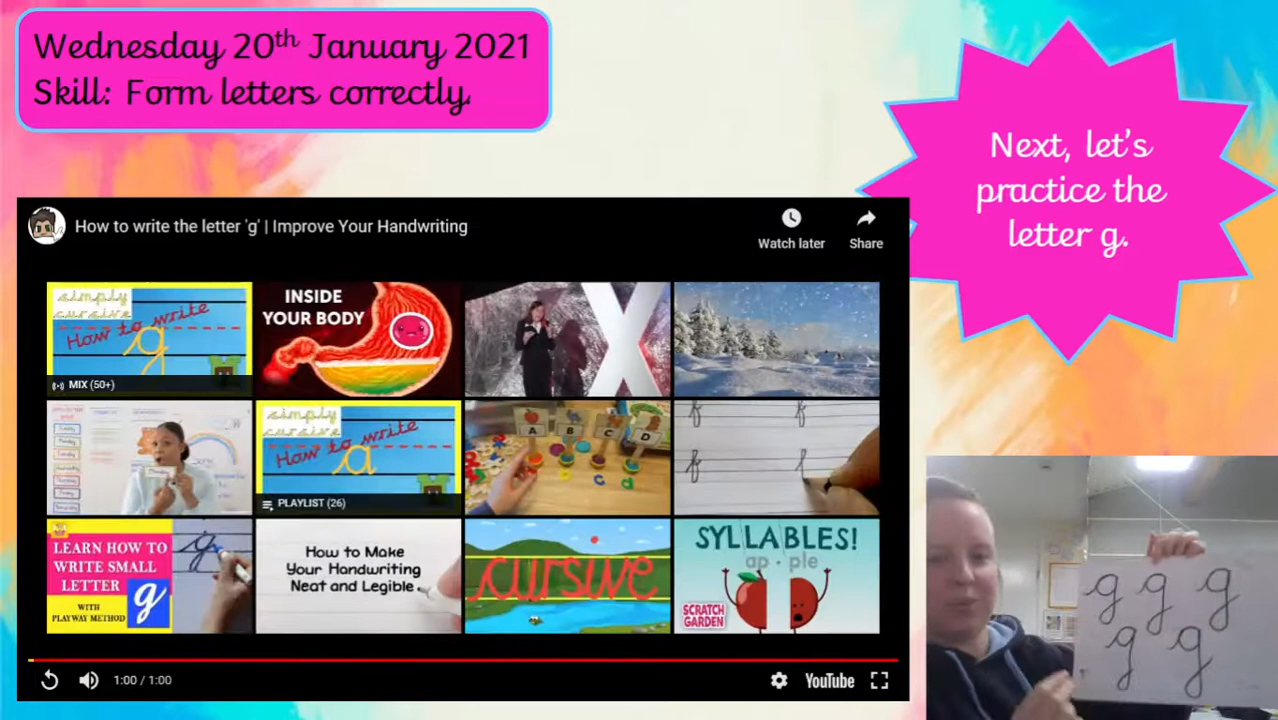 Wednesday 20th January 2021
Skill: Form letters correctly.
Next, let's
practice the
letter g.
How to write the letter 'g' | Improve Your Handwriting
Watch later
Share
simply
cursive
How to write
g
MIX (50+)
INSIDE
YOUR BODY
X
simply
cursive
How to write
a
PLAYLIST (26)
A B C D
LEARN HOW TO
WRITE SMALL
LETTER
g
WITH
PLAYWAY METHOD
g
How to Make
Your Handwriting
Neat and Legible
cursive
SYLLABLES!
ap · ple
SCRATCH
GARDEN
1:00 / 1:00
YouTube
g g g
g g